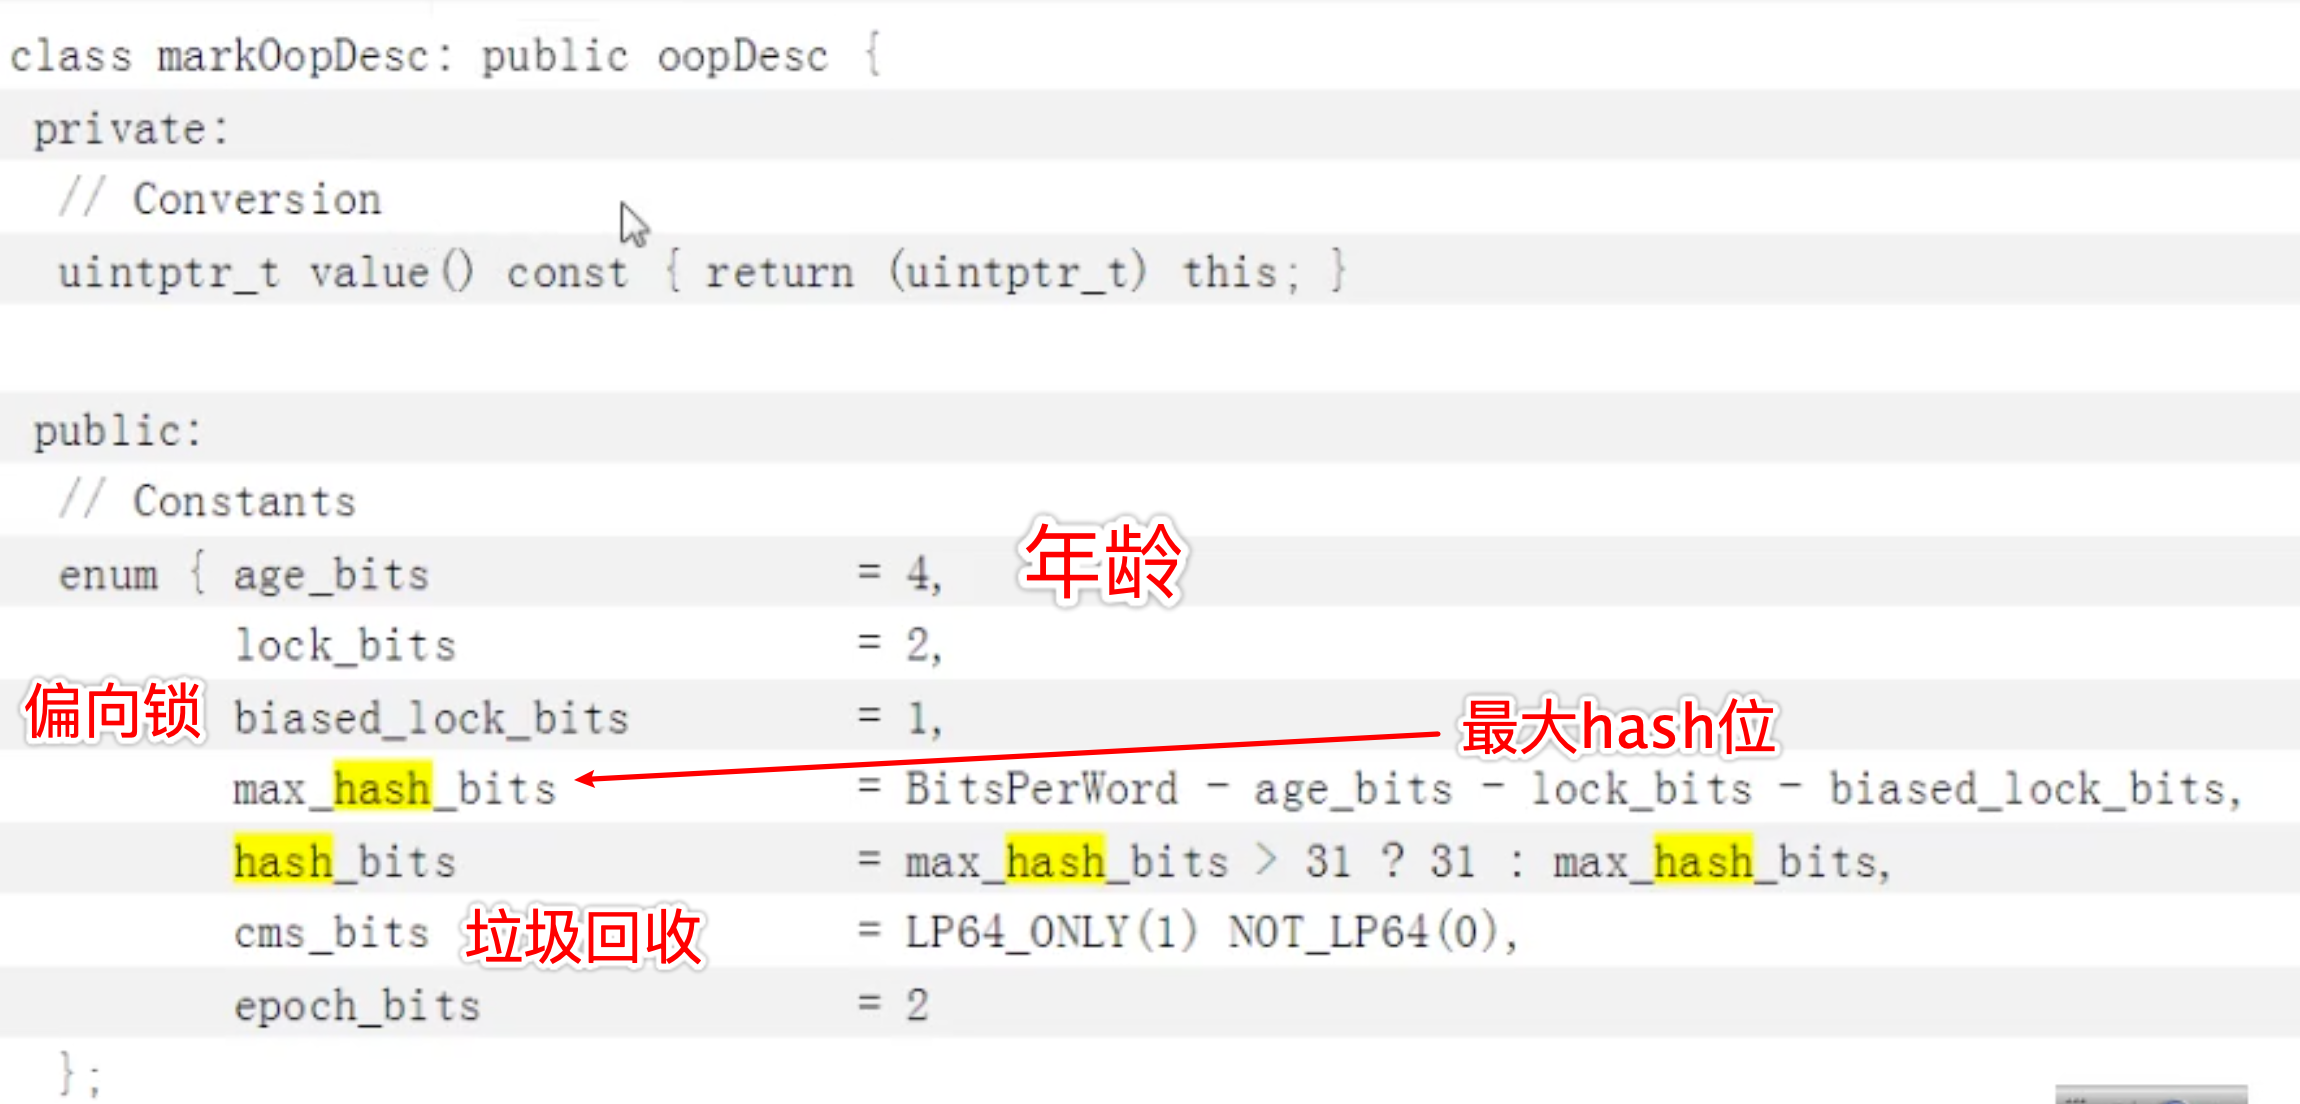 class markOopDesc: public oopDesc {
private:
// Conversion
uintptr_t value() const { return (uintptr_t) this; }
public:
// Constants
enum { age_bits = 4, 年龄
lock_bits = 2,
偏向锁 biased_lock_bits = 1,
最大hash位
max_hash_bits = BitsPerWord - age_bits - lock_bits - biased_lock_bits,
hash_bits = max_hash_bits > 31 ? 31 : max_hash_bits,
cms_bits 垃圾回收 = LP64_ONLY(1) NOT_LP64(0),
epoch_bits = 2
};